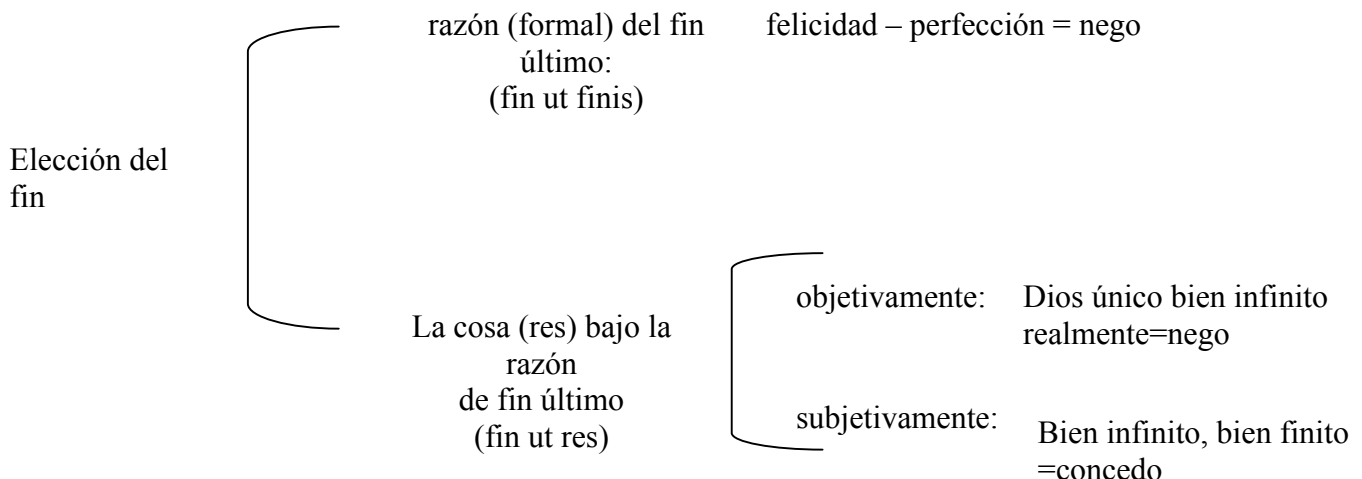 Elección del
fin
razón (formal) del fin
último:
(fin ut finis)
felicidad – perfección = nego
La cosa (res) bajo la
razón
de fin último
(fin ut res)
objetivamente:
Dios único bien infinito
realmente=nego
subjetivamente:
Bien infinito, bien finito
=concedo